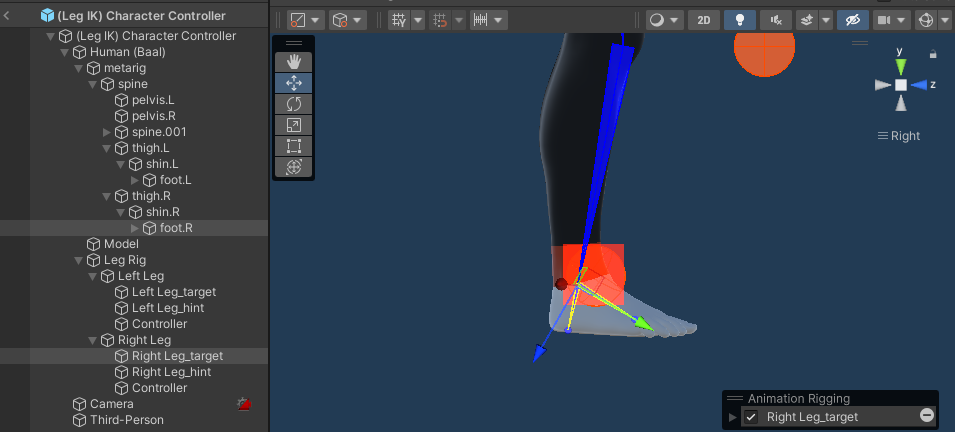 (Leg IK) Character Controller
(Leg IK) Character Controller
Human (Baal)
metarig
spine
pelvis.L
pelvis.R
spine.001
thigh.L
shin.L
foot.L
thigh.R
shin.R
foot.R
Model
Leg Rig
Left Leg
Left Leg_target
Left Leg_hint
Controller
Right Leg
Right Leg_target
Right Leg_hint
Controller
Camera
Third-Person
2D
y
z
Right
Animation Rigging
Right Leg_target